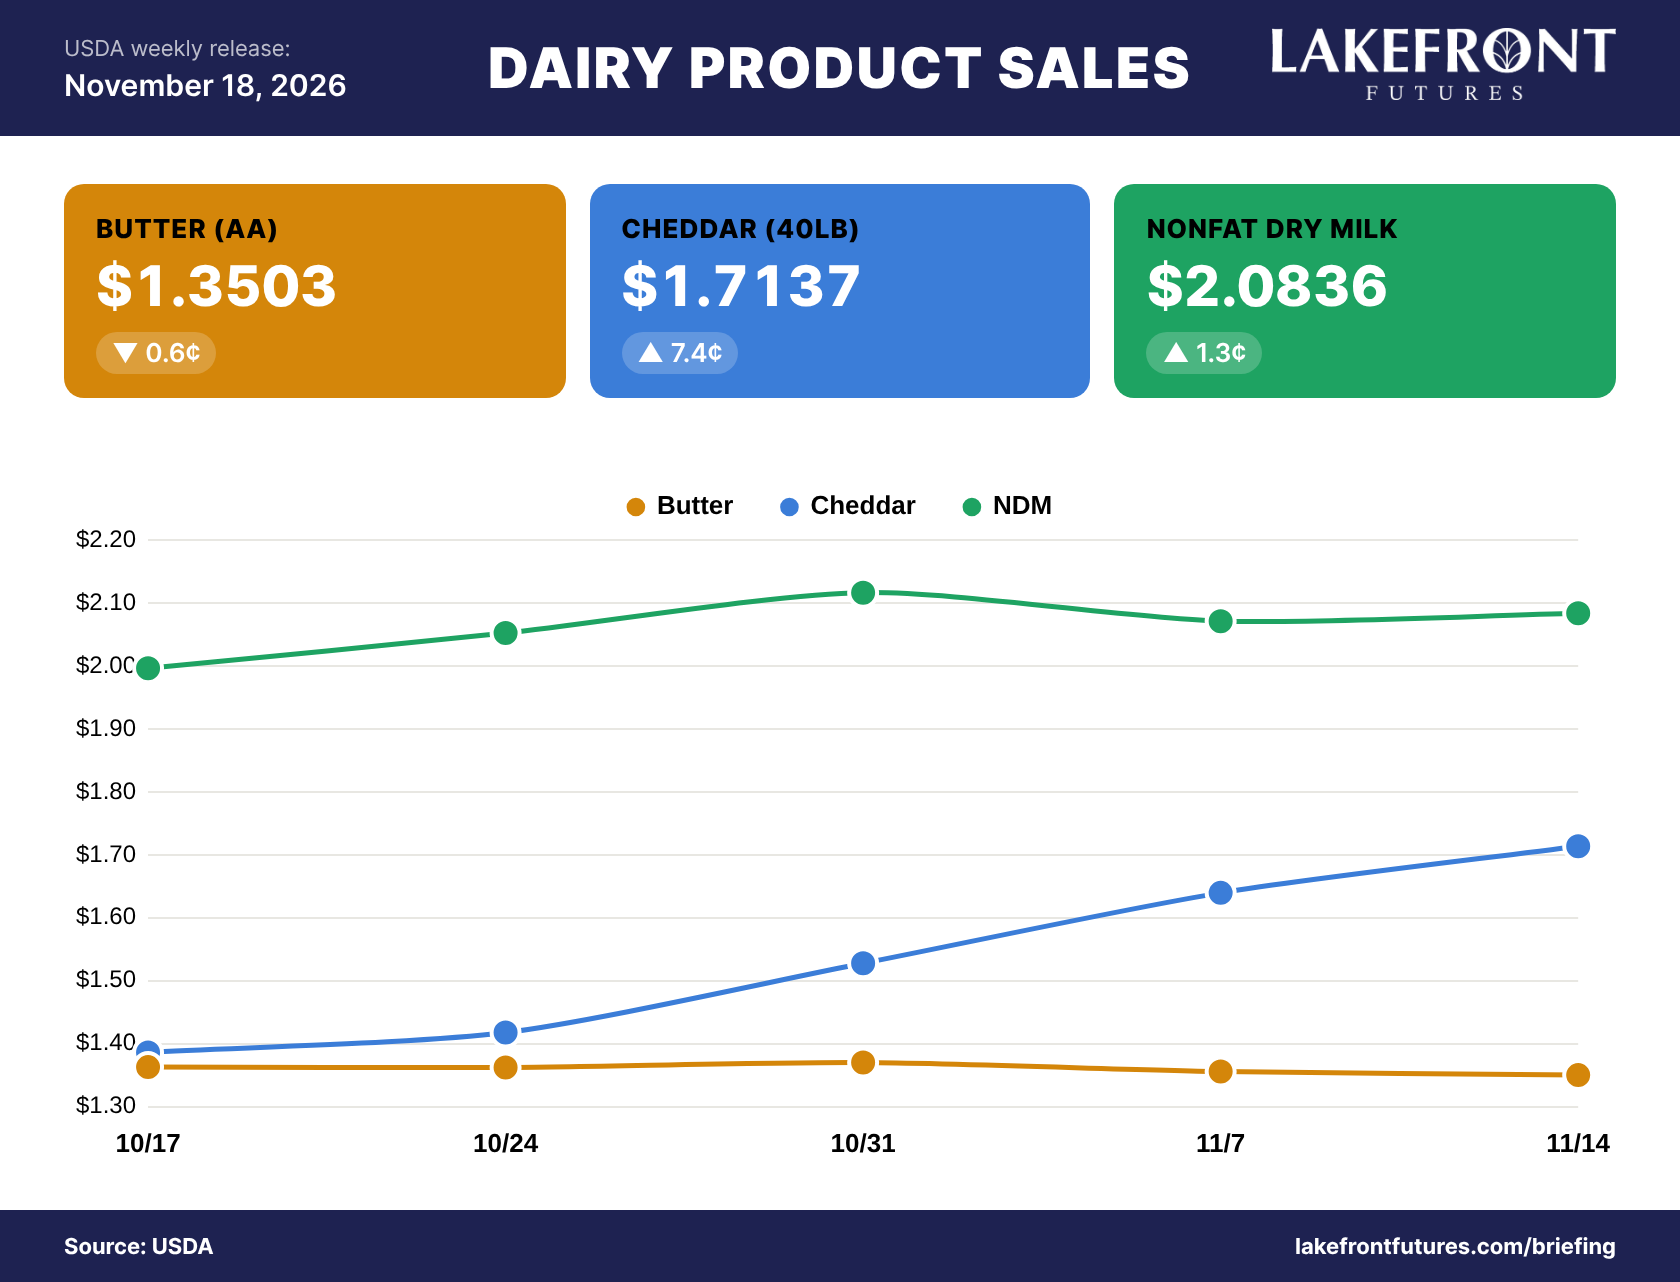 USDA weekly release:
November 18, 2026
DAIRY PRODUCT SALES
LAKEFRONT
FUTURES
BUTTER (AA)
$1.3503
▼ 0.6¢
CHEDDAR (40LB)
$1.7137
▲ 7.4¢
NONFAT DRY MILK
$2.0836
▲ 1.3¢
Butter Cheddar NDM
$2.20
$2.10
$2.00
$1.90
$1.80
$1.70
$1.60
$1.50
$1.40
$1.30
10/17 10/24 10/31 11/7 11/14
Source: USDA
lakefrontfutures.com/briefing